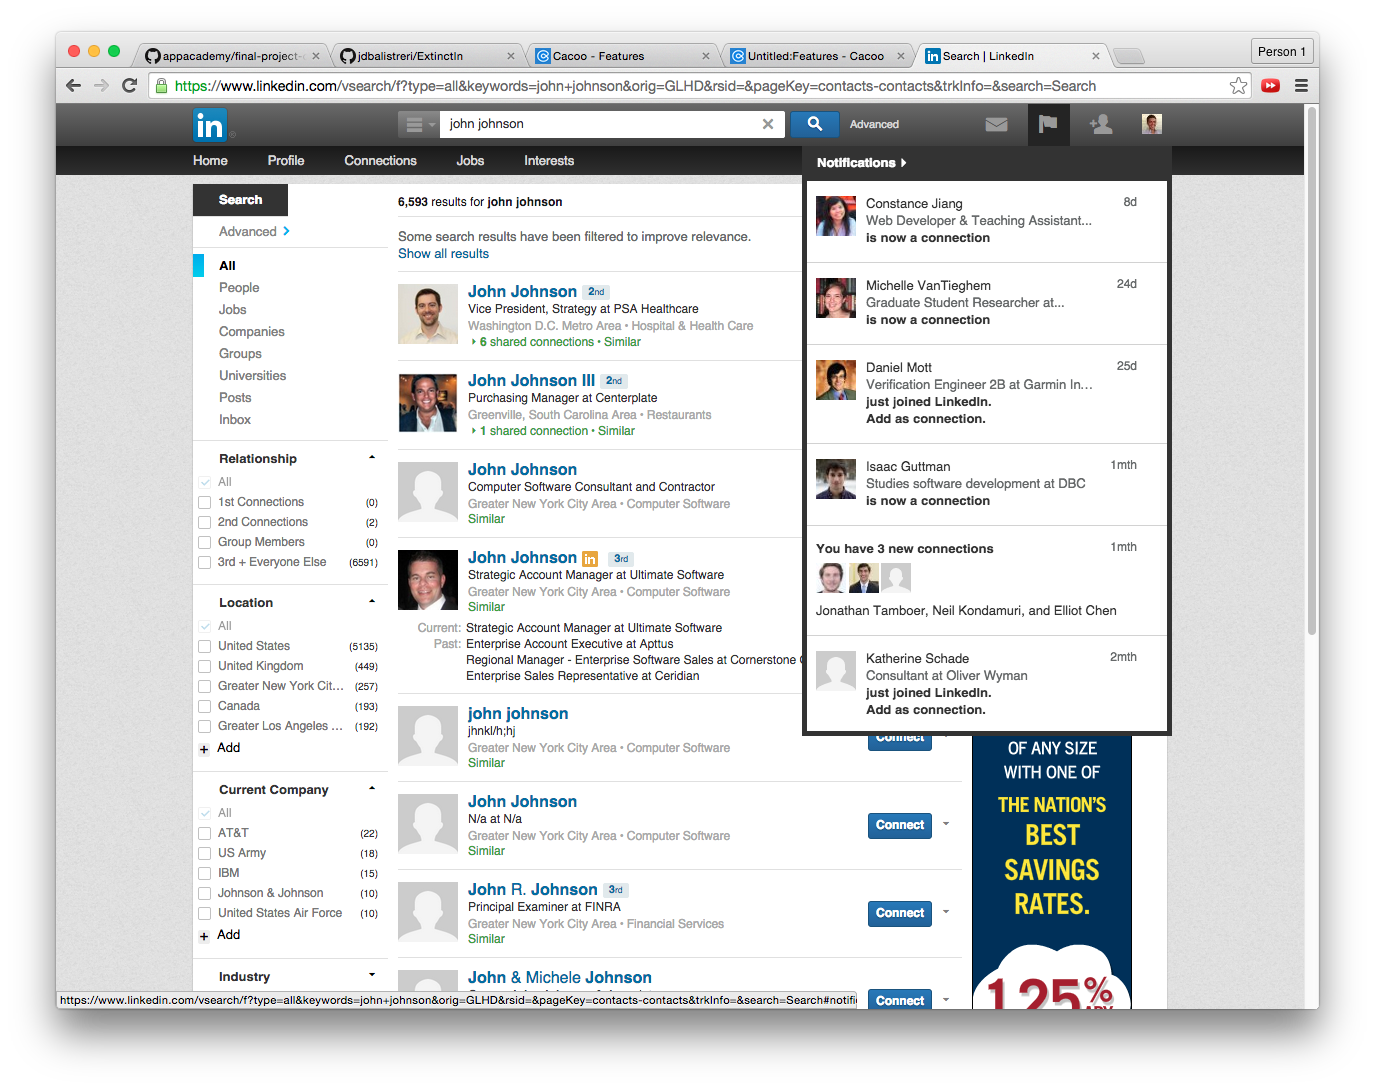 appacademy/final-project-
jdbalistreri/ExtinctIn
Cacoo - Features
Untitled:Features - Cacoo
Search | LinkedIn
Person 1
https://www.linkedin.com/vsearch/f?type=all&keywords=john+johnson&orig=GLHD&rsid=&pageKey=contacts-contacts&trkInfo=&search=Search
in
john johnson
Advanced
Home
Profile
Connections
Jobs
Interests
Notifications
Search
Advanced
All
People
Jobs
Companies
Groups
Universities
Posts
Inbox
Relationship
All
1st Connections (0)
2nd Connections (2)
Group Members (0)
3rd + Everyone Else (6591)
Location
All
United States (5135)
United Kingdom (449)
Greater New York Cit... (257)
Canada (193)
Greater Los Angeles ... (192)
+ Add
Current Company
All
AT&T (22)
US Army (18)
IBM (15)
Johnson & Johnson (10)
United States Air Force (10)
+ Add
Industry
6,593 results for john johnson
Some search results have been filtered to improve relevance.
Show all results
John Johnson 2nd
Vice President, Strategy at PSA Healthcare
Washington D.C. Metro Area • Hospital & Health Care
6 shared connections • Similar
John Johnson III 2nd
Purchasing Manager at Centerplate
Greenville, South Carolina Area • Restaurants
1 shared connection • Similar
John Johnson
Computer Software Consultant and Contractor
Greater New York City Area • Computer Software
Similar
John Johnson in 3rd
Strategic Account Manager at Ultimate Software
Greater New York City Area • Computer Software
Similar
Current: Strategic Account Manager at Ultimate Software
Past: Enterprise Account Executive at Apttus
Regional Manager - Enterprise Software Sales at Cornerstone
Enterprise Sales Representative at Ceridian
john johnson
jhnkl/h;hj
Greater New York City Area • Computer Software
Similar
Connect
John Johnson
N/a at N/a
Greater New York City Area • Computer Software
Similar
Connect
John R. Johnson 3rd
Principal Examiner at FINRA
Greater New York City Area • Financial Services
Similar
Connect
John & Michele Johnson
Connect
Constance Jiang 8d
Web Developer & Teaching Assistant...
is now a connection
Michelle VanTieghem 24d
Graduate Student Researcher at...
is now a connection
Daniel Mott 25d
Verification Engineer 2B at Garmin In...
just joined LinkedIn.
Add as connection.
Isaac Guttman 1mth
Studies software development at DBC
is now a connection
You have 3 new connections 1mth
Jonathan Tamboer, Neil Kondamuri, and Elliot Chen
Katherine Schade 2mth
Consultant at Oliver Wyman
just joined LinkedIn.
Add as connection.
OF ANY SIZE
WITH ONE OF
THE NATION'S
BEST
SAVINGS
RATES.
1.25%
APY
https://www.linkedin.com/vsearch/f?type=all&keywords=john+johnson&orig=GLHD&rsid=&pageKey=contacts-contacts&trkInfo=&search=Search#notifi